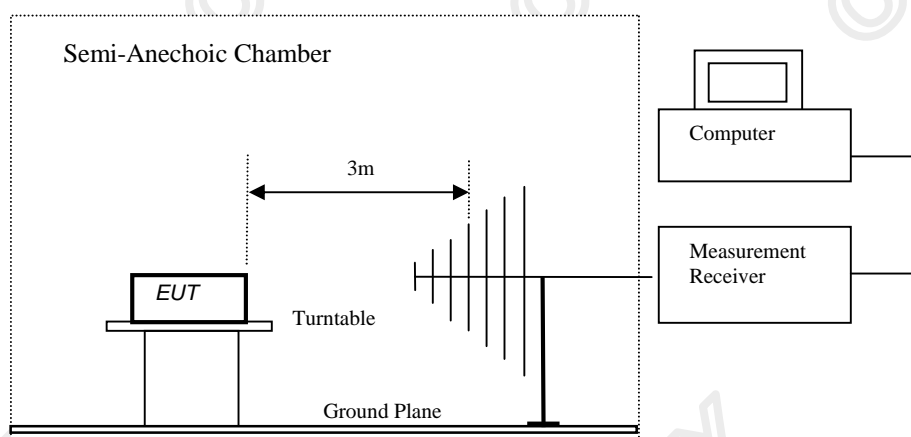 Semi-Anechoic Chamber
Computer
3m
Measurement
Receiver
EUT
Turntable
Ground Plane